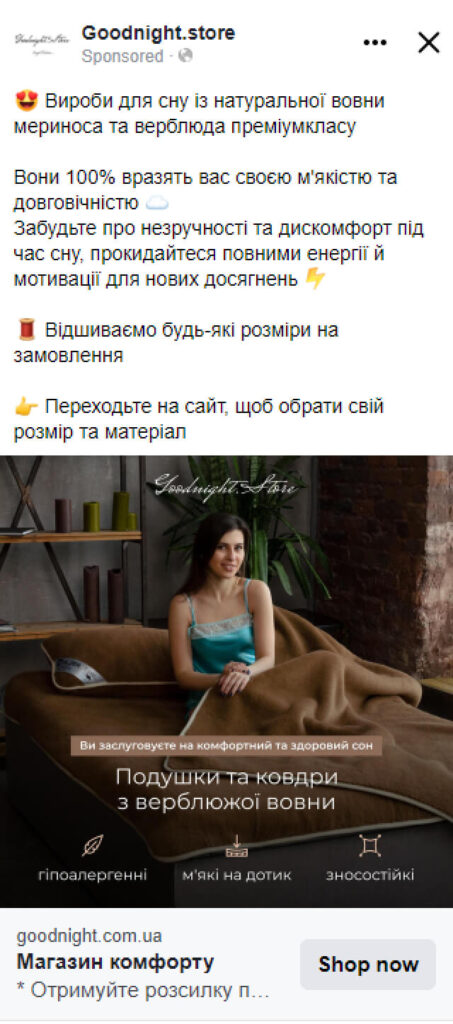 Goodnight.Store
Goodnight.store
Sponsored ·
Вироби для сну із натуральної вовни
мериноса та верблюда преміумкласу
Вони 100% вразять вас своєю м'якістю та
довговічністю
Забудьте про незручності та дискомфорт під
час сну, прокидайтеся повними енергії й
мотивації для нових досягнень
Відшиваємо будь-які розміри на
замовлення
Переходьте на сайт, щоб обрати свій
розмір та матеріал
Goodnight.Store
Ви заслуговуєте на комфортний та здоровий сон
Подушки та ковдри
з верблюжої вовни
гіпоалергенні м'які на дотик зносостійкі
goodnight.com.ua
Магазин комфорту
* Отримуйте розсилку п...
Shop now